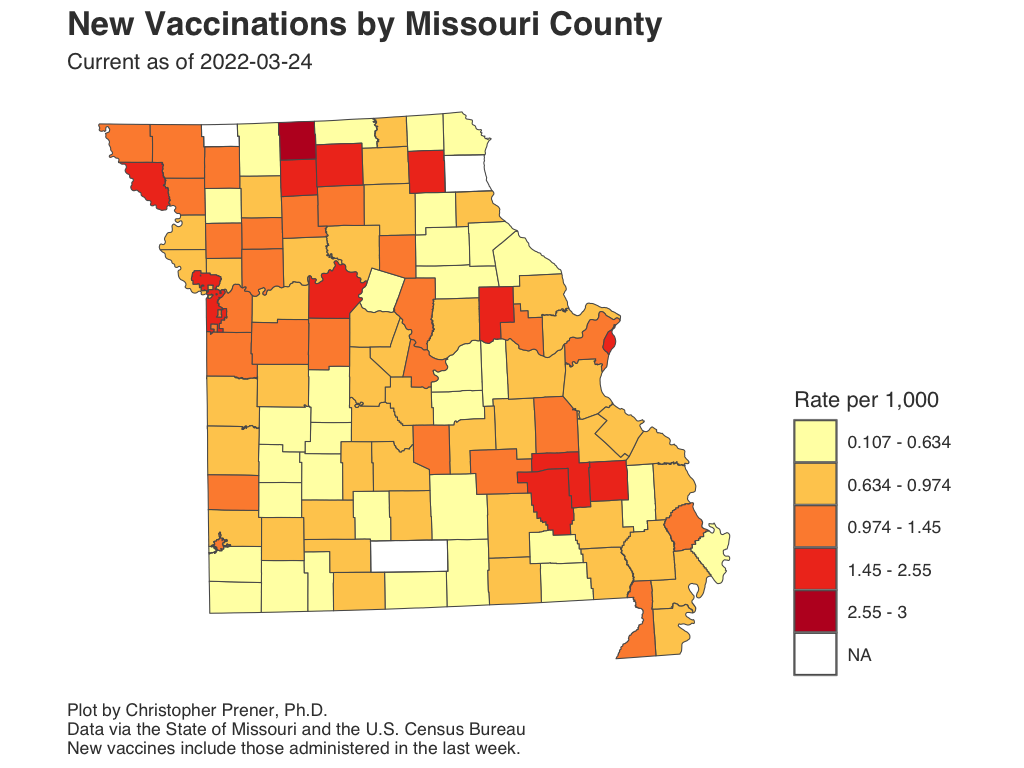 New Vaccinations by Missouri County
Current as of 2022-03-24
Rate per 1,000
0.107 - 0.634
0.634 - 0.974
0.974 - 1.45
1.45 - 2.55
2.55 - 3
NA
Plot by Christopher Prener, Ph.D.
Data via the State of Missouri and the U.S. Census Bureau
New vaccines include those administered in the last week.